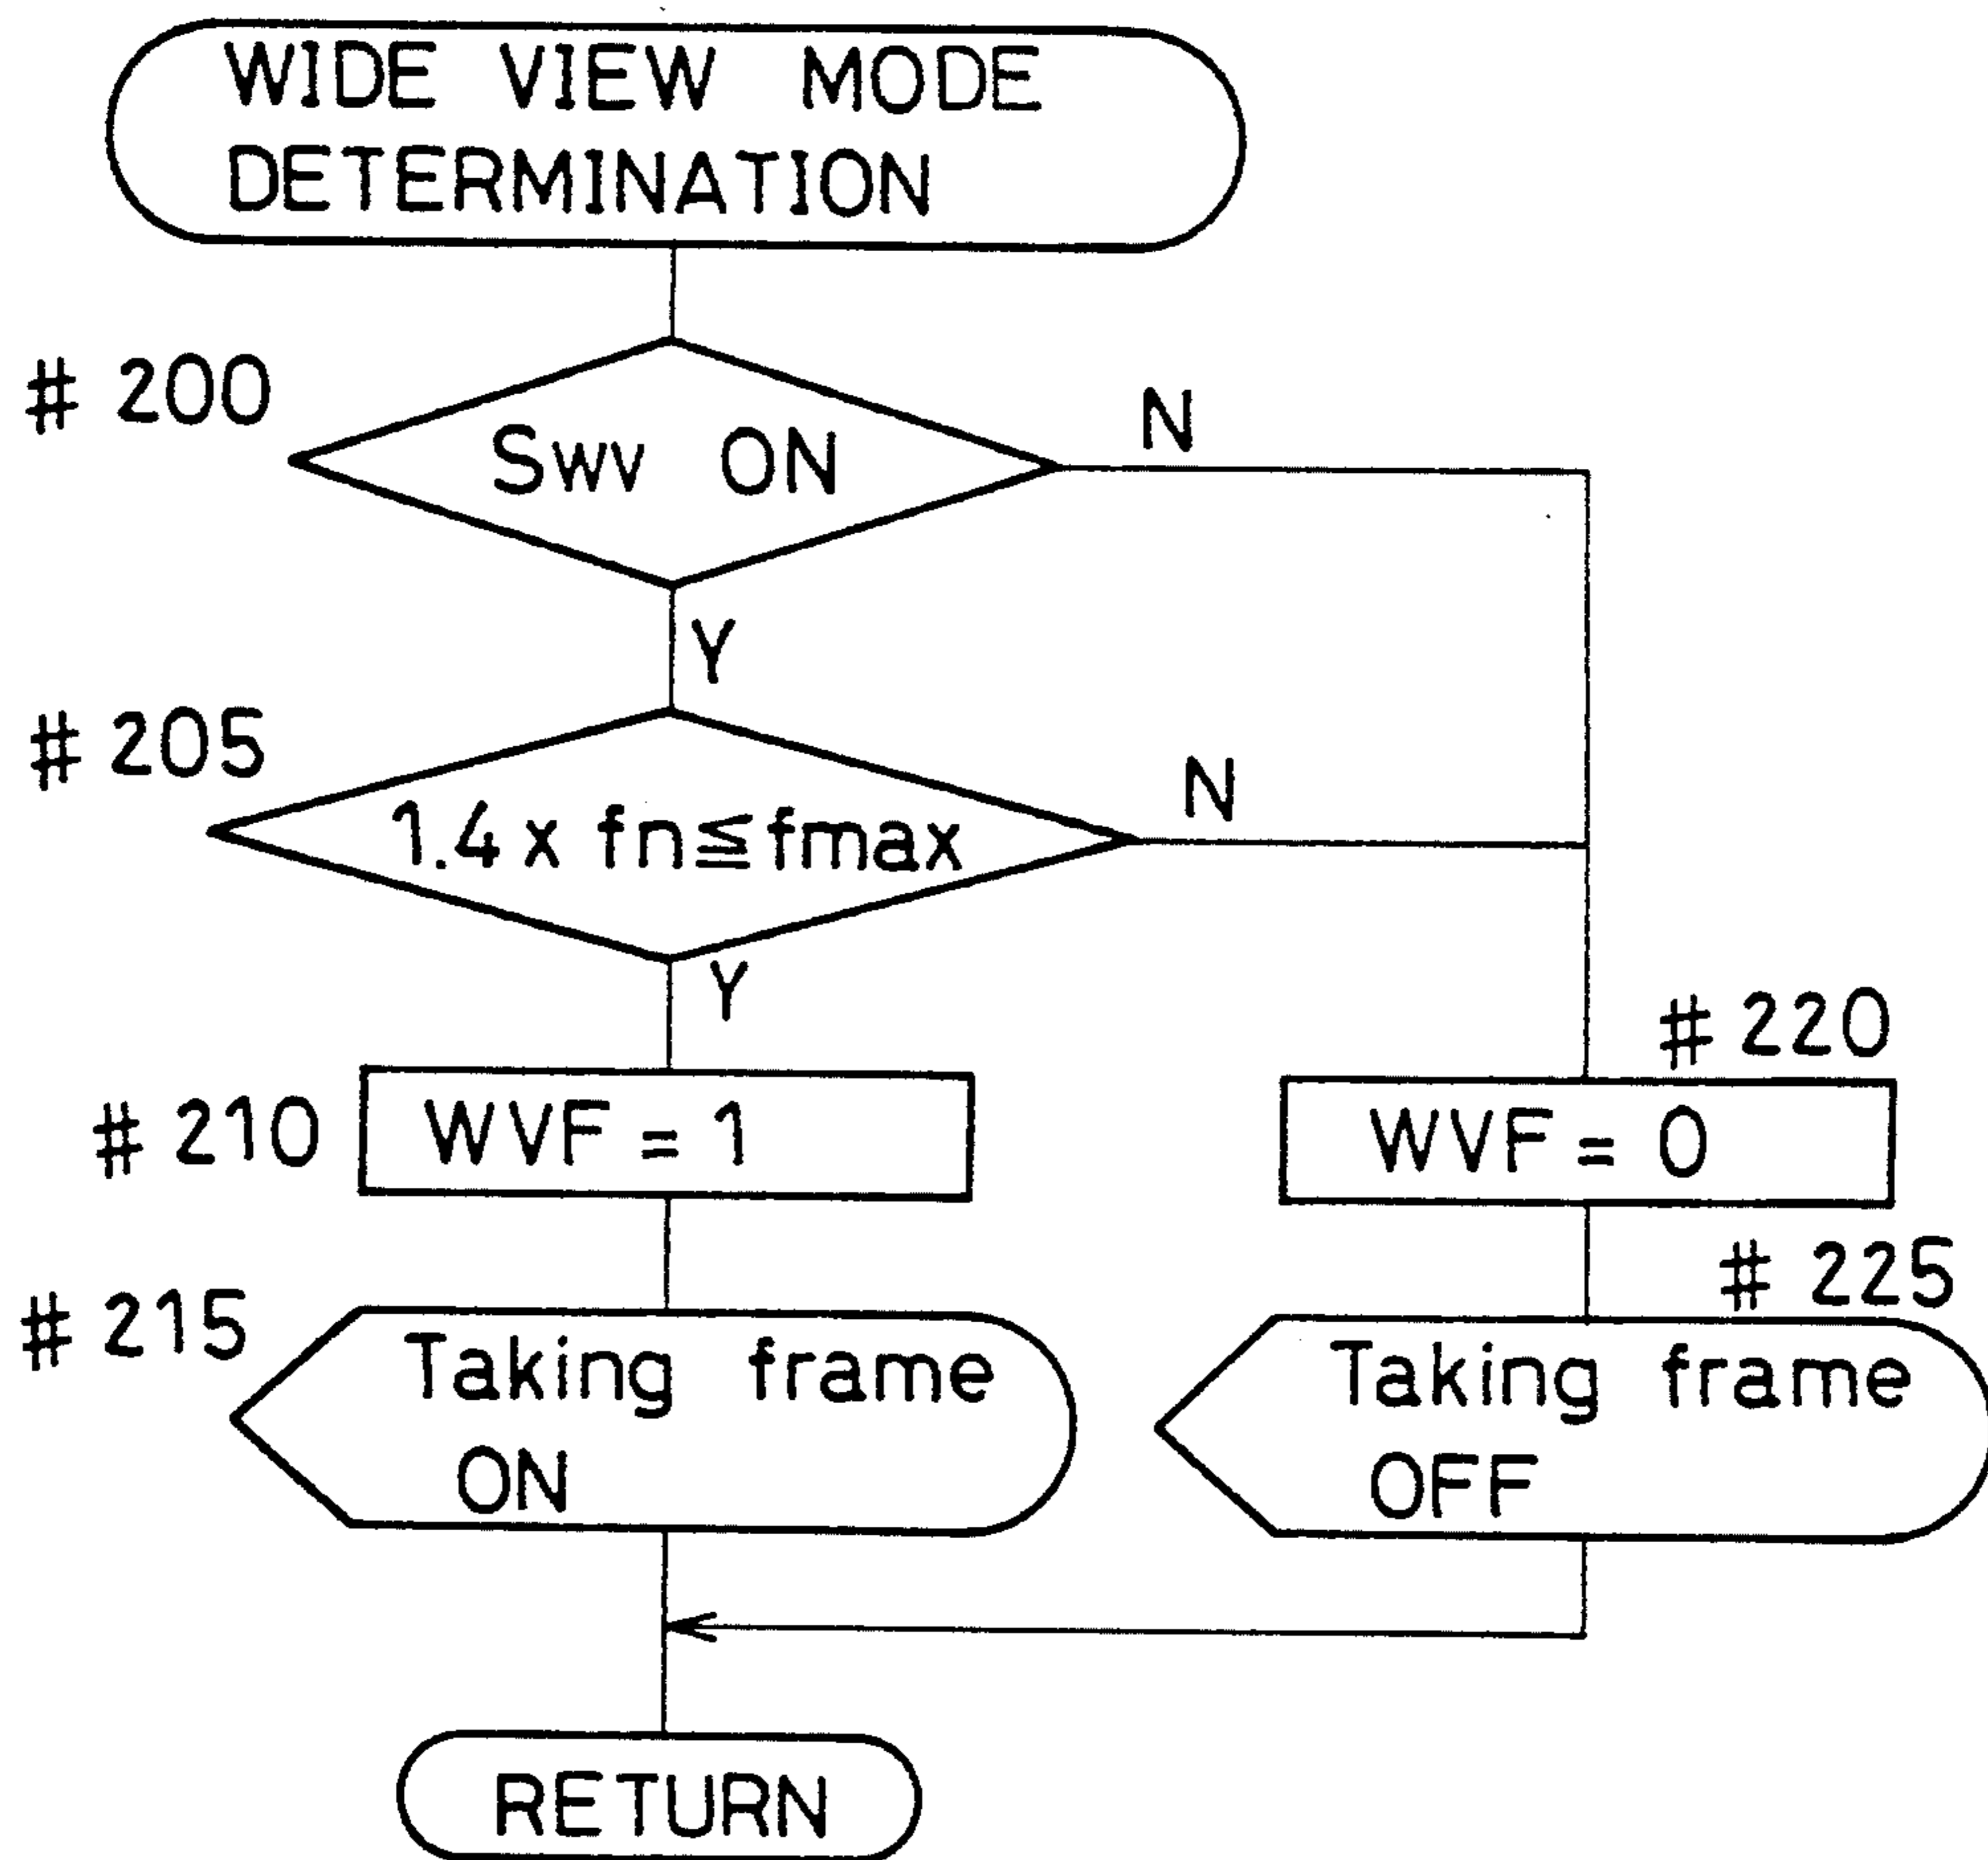 WIDE VIEW MODE
DETERMINATION
# 200
Swv ON
N
Y
# 205
1.4 x fn ≦ fmax
N
Y
# 210
WVF = 1
# 220
WVF = 0
# 215
Taking frame
ON
# 225
Taking frame
OFF
RETURN